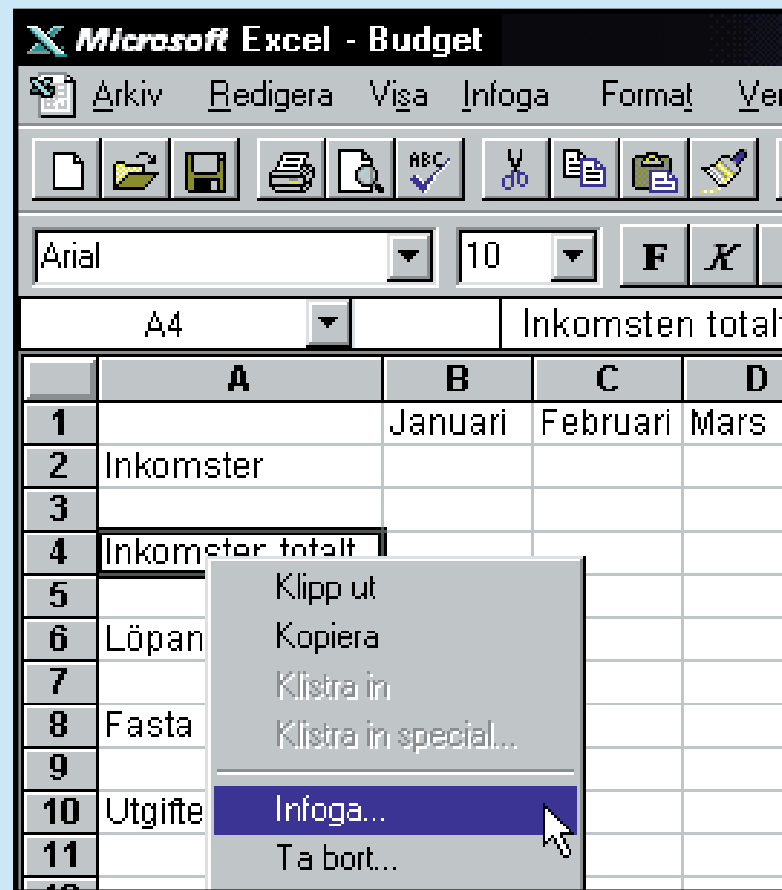 Microsoft Excel - Budget
Arkiv Redigera Visa Infoga Format
ABC
Arial 10 F K
A4 Inkomsten totalt
A B C D
1 Januari Februari Mars
2 Inkomster
3
4 Inkomster totalt
5
6 Löpan
7
8 Fasta
9
10 Utgifte
11
Klipp ut
Kopiera
Klistra in
Klistra in special...
Infoga...
Ta bort...